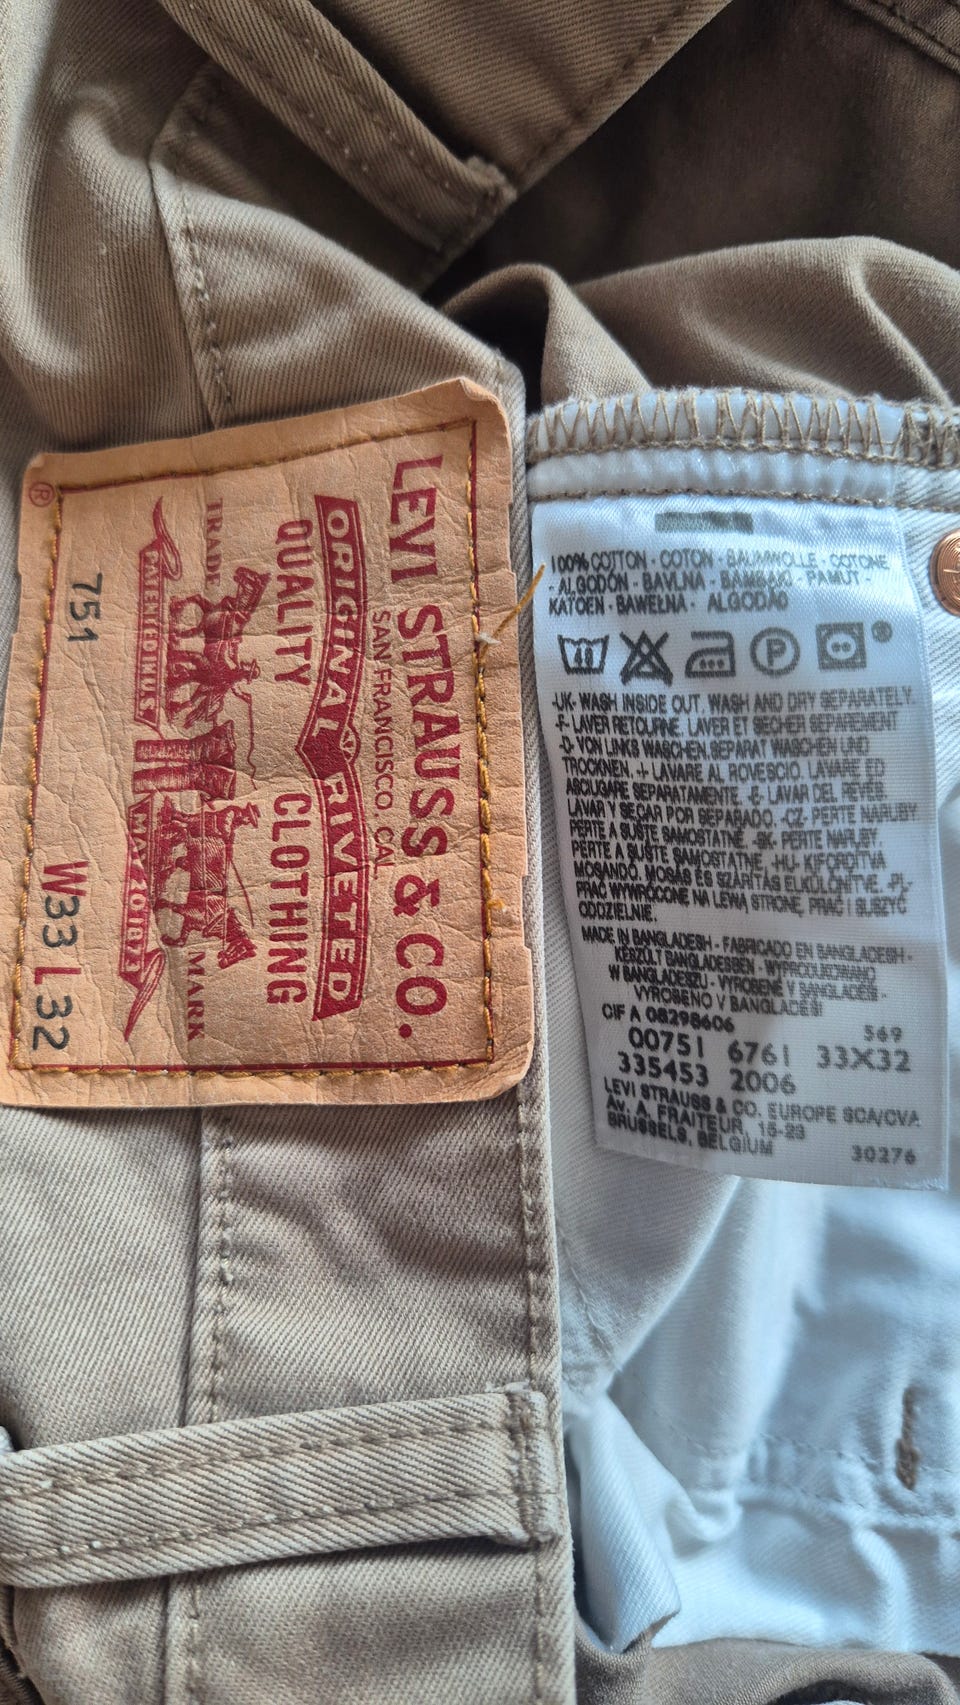 LEVI STRAUSS & CO.
SAN FRANCISCO, CAL
ORIGINAL RIVETED
QUALITY CLOTHING
TRADE MARK
®
751
W33 L32
100% COTTON - COTON - BAUMWOLLE - COTONE
- ALGODÓN - BAVLNA - BAMBAKI - PAMUT -
KATOEN - BAWEŁNA - ALGODÃO
P
®
-UK- WASH INSIDE OUT. WASH AND DRY SEPARATELY.
-F- LAVER RETOURNE. LAVER ET SECHER SEPAREMENT
-D- VON LINKS WASCHEN. SEPARAT WASCHEN UND
TROCKNEN. -I- LAVARE AL ROVESCIO. LAVARE ED
ASCIUGARE SEPARATAMENTE. -E- LAVAR DEL REVÉS.
LAVAR Y SECAR POR SEPARADO. -CZ- PERTE NARUBY
PERTE A SUŠTE SAMOSTATNĚ. -SK- PERTE NARUBY.
PERTE A SUŠTE SAMOSTATNE. -HU- KIFORDÍTVA
MOSANDÓ. MOSÁS ÉS SZÁRÍTÁS ELKÜLÖNÍTVE. -PL-
PRAĆ WYWRÓCONE NA LEWĄ STRONĘ, PRAĆ I SUSZYĆ
ODDZIELNIE.
MADE IN BANGLADESH - FABRICADO EN BANGLADESH -
KÉSZÜLT BANGLADESBEN - WYPRODUKOWANO
W BANGLADESZU - VYROBENÉ V BANGLADÉŠI -
VYROBENO V BANGLADÉŠI
CIF A 08298606 569
00751 6761 33X32
335453 2006
LEVI STRAUSS & CO. EUROPE SCA/CVA
AV. A. FRAITEUR, 15-23
BRUSSELS, BELGIUM 30276